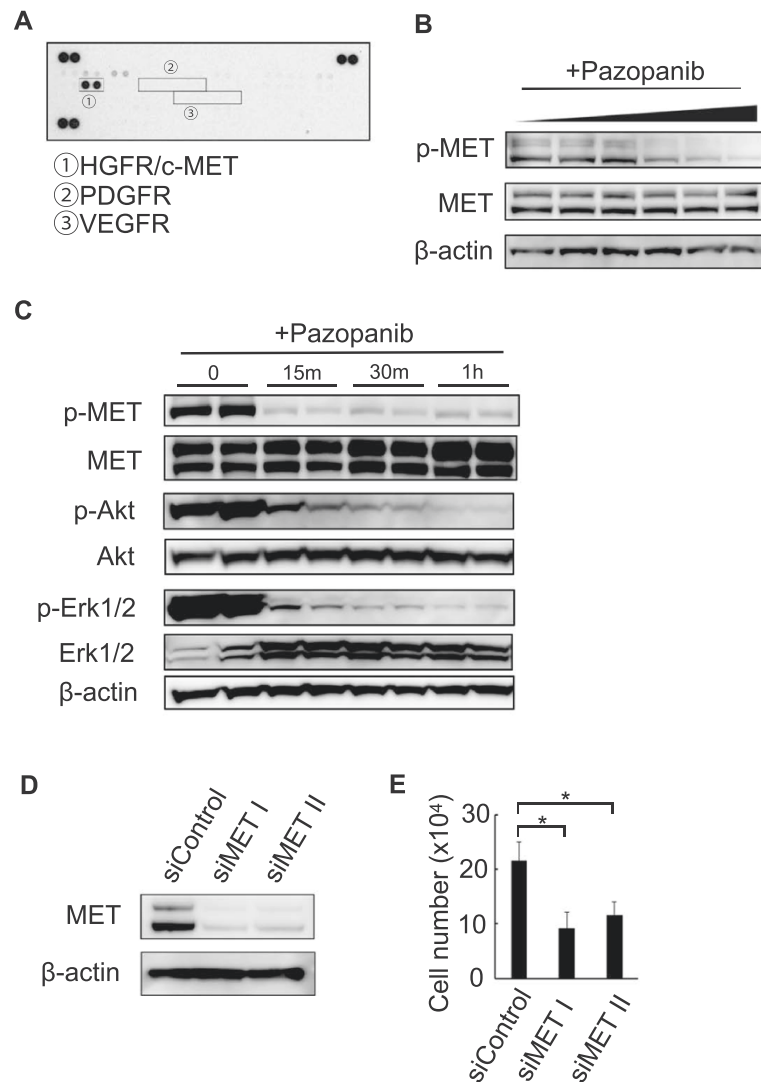 A
②
①
③
①HGFR/c-MET
②PDGFR
③VEGFR
B
+Pazopanib
p-MET
MET
β-actin
C
+Pazopanib
0 15m 30m 1h
p-MET
MET
p-Akt
Akt
p-Erk1/2
Erk1/2
β-actin
D
siControl siMET I siMET II
MET
β-actin
E
Cell number (x10⁴)
30
20
10
0
*
*
siControl siMET I siMET II